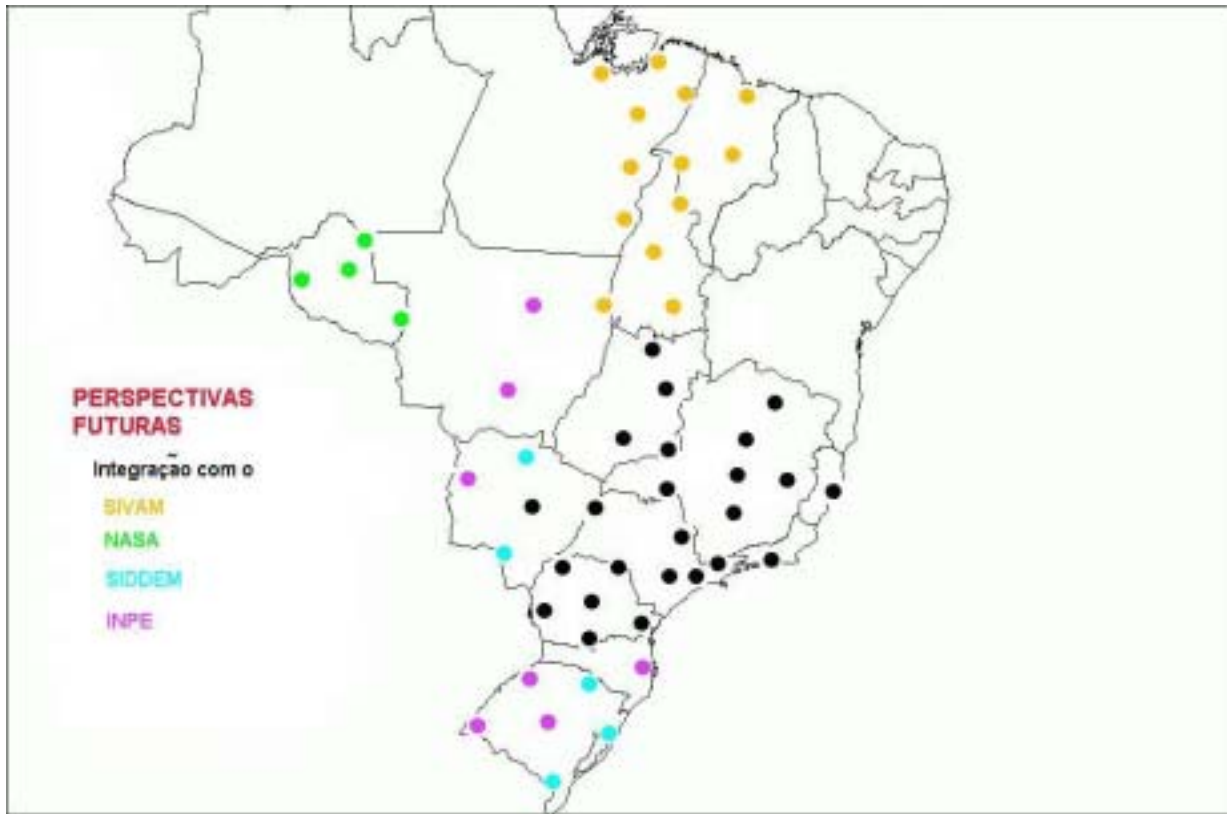 PERSPECTIVAS
FUTURAS
Integração com o
SIVAM
NASA
SIDDEM
INPE